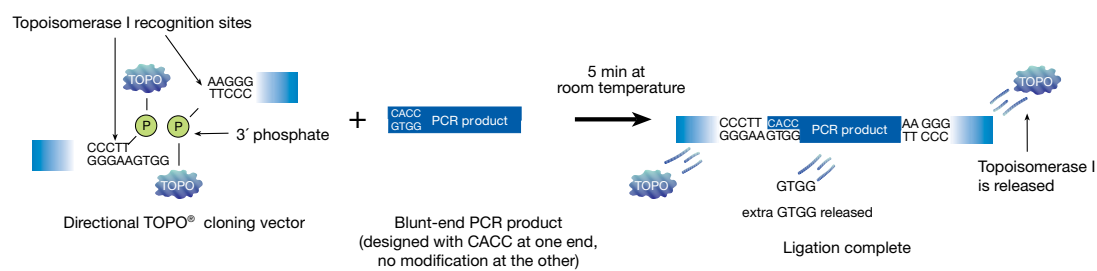 Topoisomerase I recognition sites
TOPO
AAGGG
TTCCC
P
P
3´ phosphate
CCCTT
GGGAAGTGG
TOPO
Directional TOPO® cloning vector
+
CACC
GTGG
PCR product
Blunt-end PCR product
(designed with CACC at one end,
no modification at the other)
5 min at
room temperature
TOPO
CCCTT CACC PCR product AA GGG
GGGAAGTGG TT CCC
TOPO
GTGG
extra GTGG released
Topoisomerase I
is released
Ligation complete